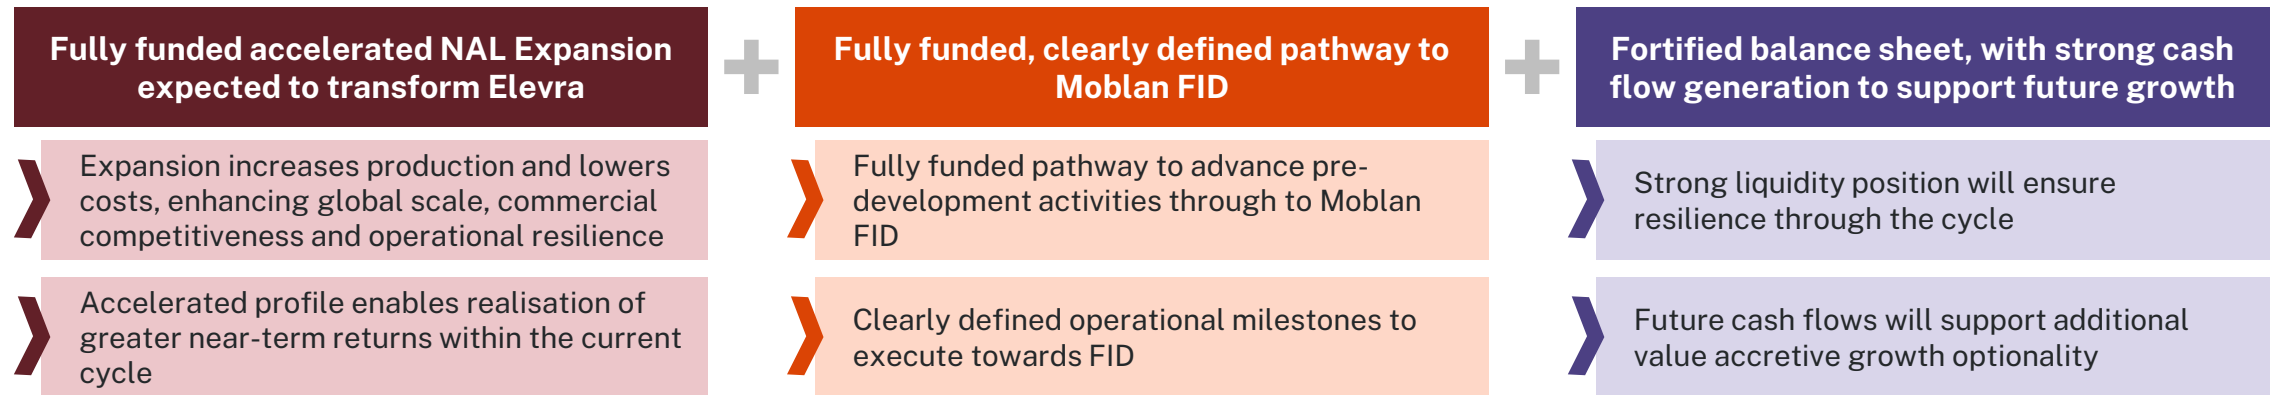 Fully funded accelerated NAL Expansion
expected to transform Elevra
Expansion increases production and lowers
costs, enhancing global scale, commercial
competitiveness and operational resilience
Accelerated profile enables realisation of
greater near-term returns within the current
cycle
Fully funded, clearly defined pathway to
Moblan FID
Fully funded pathway to advance pre-
development activities through to Moblan
FID
Clearly defined operational milestones to
execute towards FID
Fortified balance sheet, with strong cash
flow generation to support future growth
Strong liquidity position will ensure
resilience through the cycle
Future cash flows will support additional
value accretive growth optionality